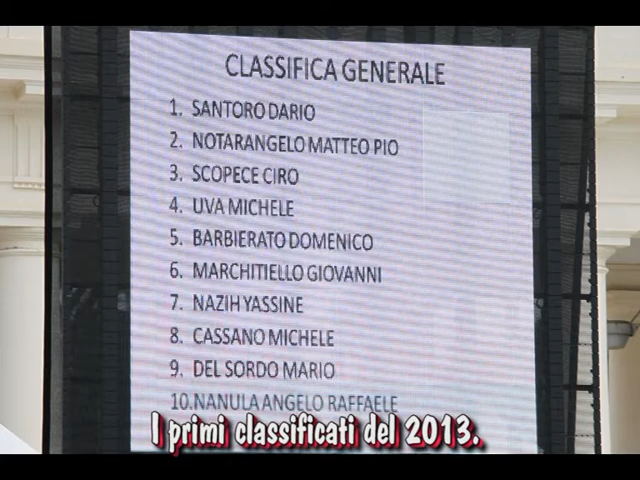 CLASSIFICA GENERALE
1. SANTORO DARIO
2. NOTARANGELO MATTEO PIO
3. SCOPECE CIRO
4. UVA MICHELE
5. BARBIERATO DOMENICO
6. MARCHITIELLO GIOVANNI
7. NAZIH YASSINE
8. CASSANO MICHELE
9. DEL SORDO MARIO
10.NANULA ANGELO RAFFAELE
I primi classificati del 2013.